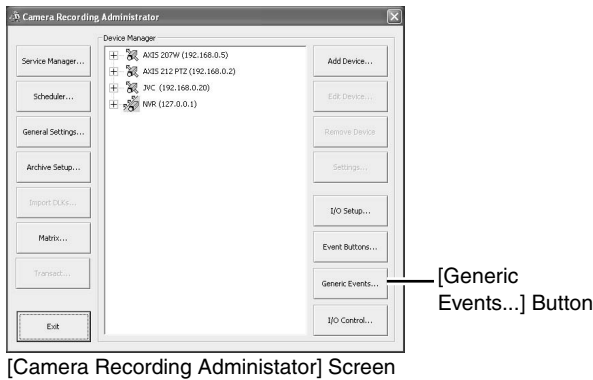 Camera Recording Administrator
Device Manager
Service Manager...
Scheduler...
General Settings...
Archive Setup...
Import DLKs...
Matrix...
Transact...
Exit
AXIS 207W (192.168.0.5)
AXIS 212 PTZ (192.168.0.2)
JVC (192.168.0.20)
NVR (127.0.0.1)
Add Device...
Edit Device...
Remove Device
Settings...
I/O Setup...
Event Buttons...
Generic Events...
I/O Control...
[Generic
Events...] Button
[Camera Recording Administator] Screen